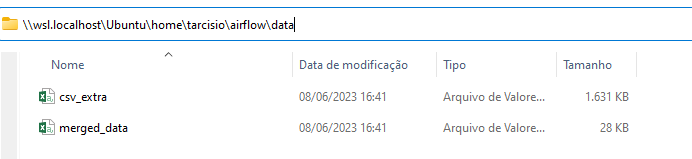 \\wsl.localhost\Ubuntu\home\tarcisio\airflow\data
Nome Data de modificação Tipo Tamanho
csv_extra 08/06/2023 16:41 Arquivo de Valore... 1.631 KB
merged_data 08/06/2023 16:41 Arquivo de Valore... 28 KB